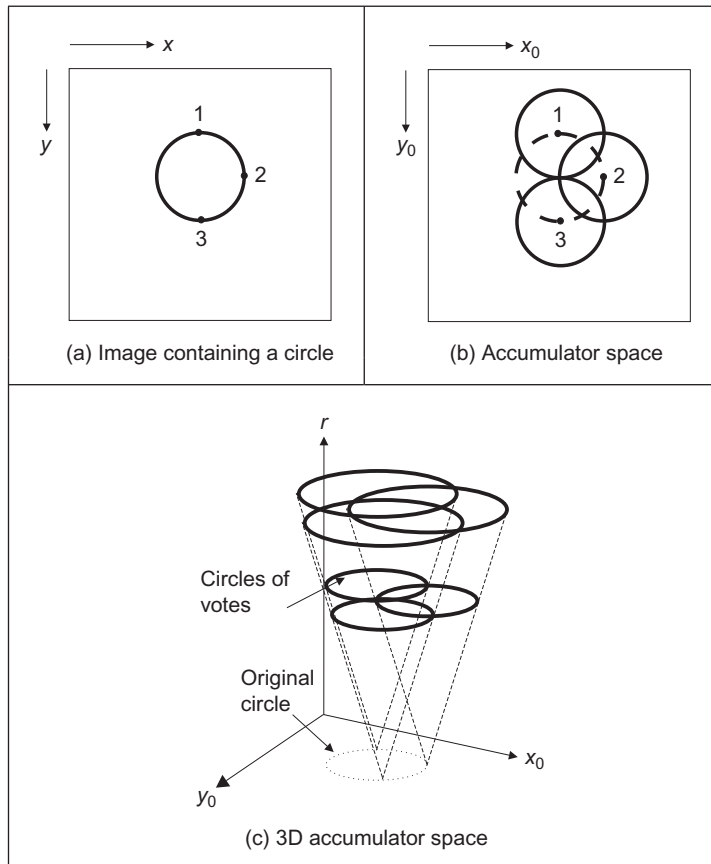 x
y
1
2
3
(a) Image containing a circle
x₀
y₀
1
2
3
(b) Accumulator space
r
Circles of
votes
Original
circle
x₀
y₀
(c) 3D accumulator space